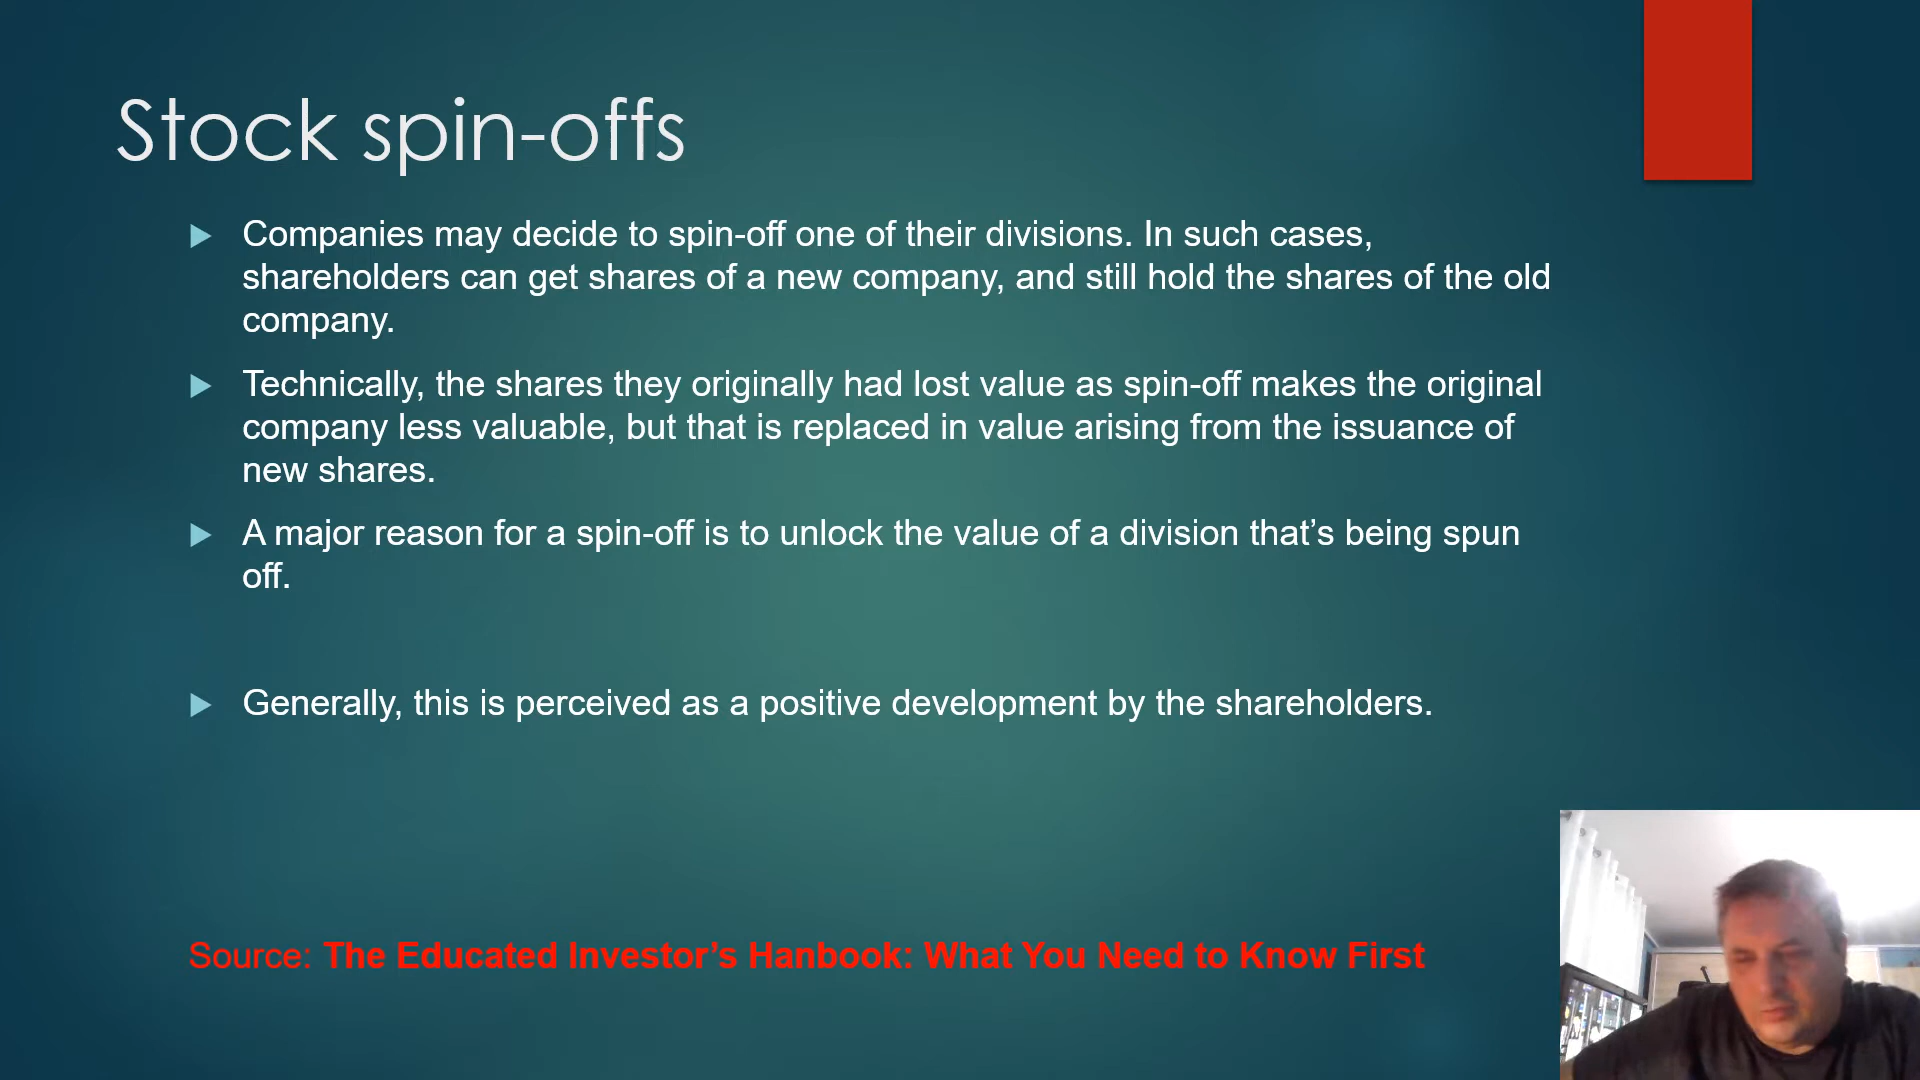 Stock spin-offs
Companies may decide to spin-off one of their divisions. In such cases,
shareholders can get shares of a new company, and still hold the shares of the old
company.
Technically, the shares they originally had lost value as spin-off makes the original
company less valuable, but that is replaced in value arising from the issuance of
new shares.
A major reason for a spin-off is to unlock the value of a division that’s being spun
off.
Generally, this is perceived as a positive development by the shareholders.
Source: The Educated Investor’s Hanbook: What You Need to Know First